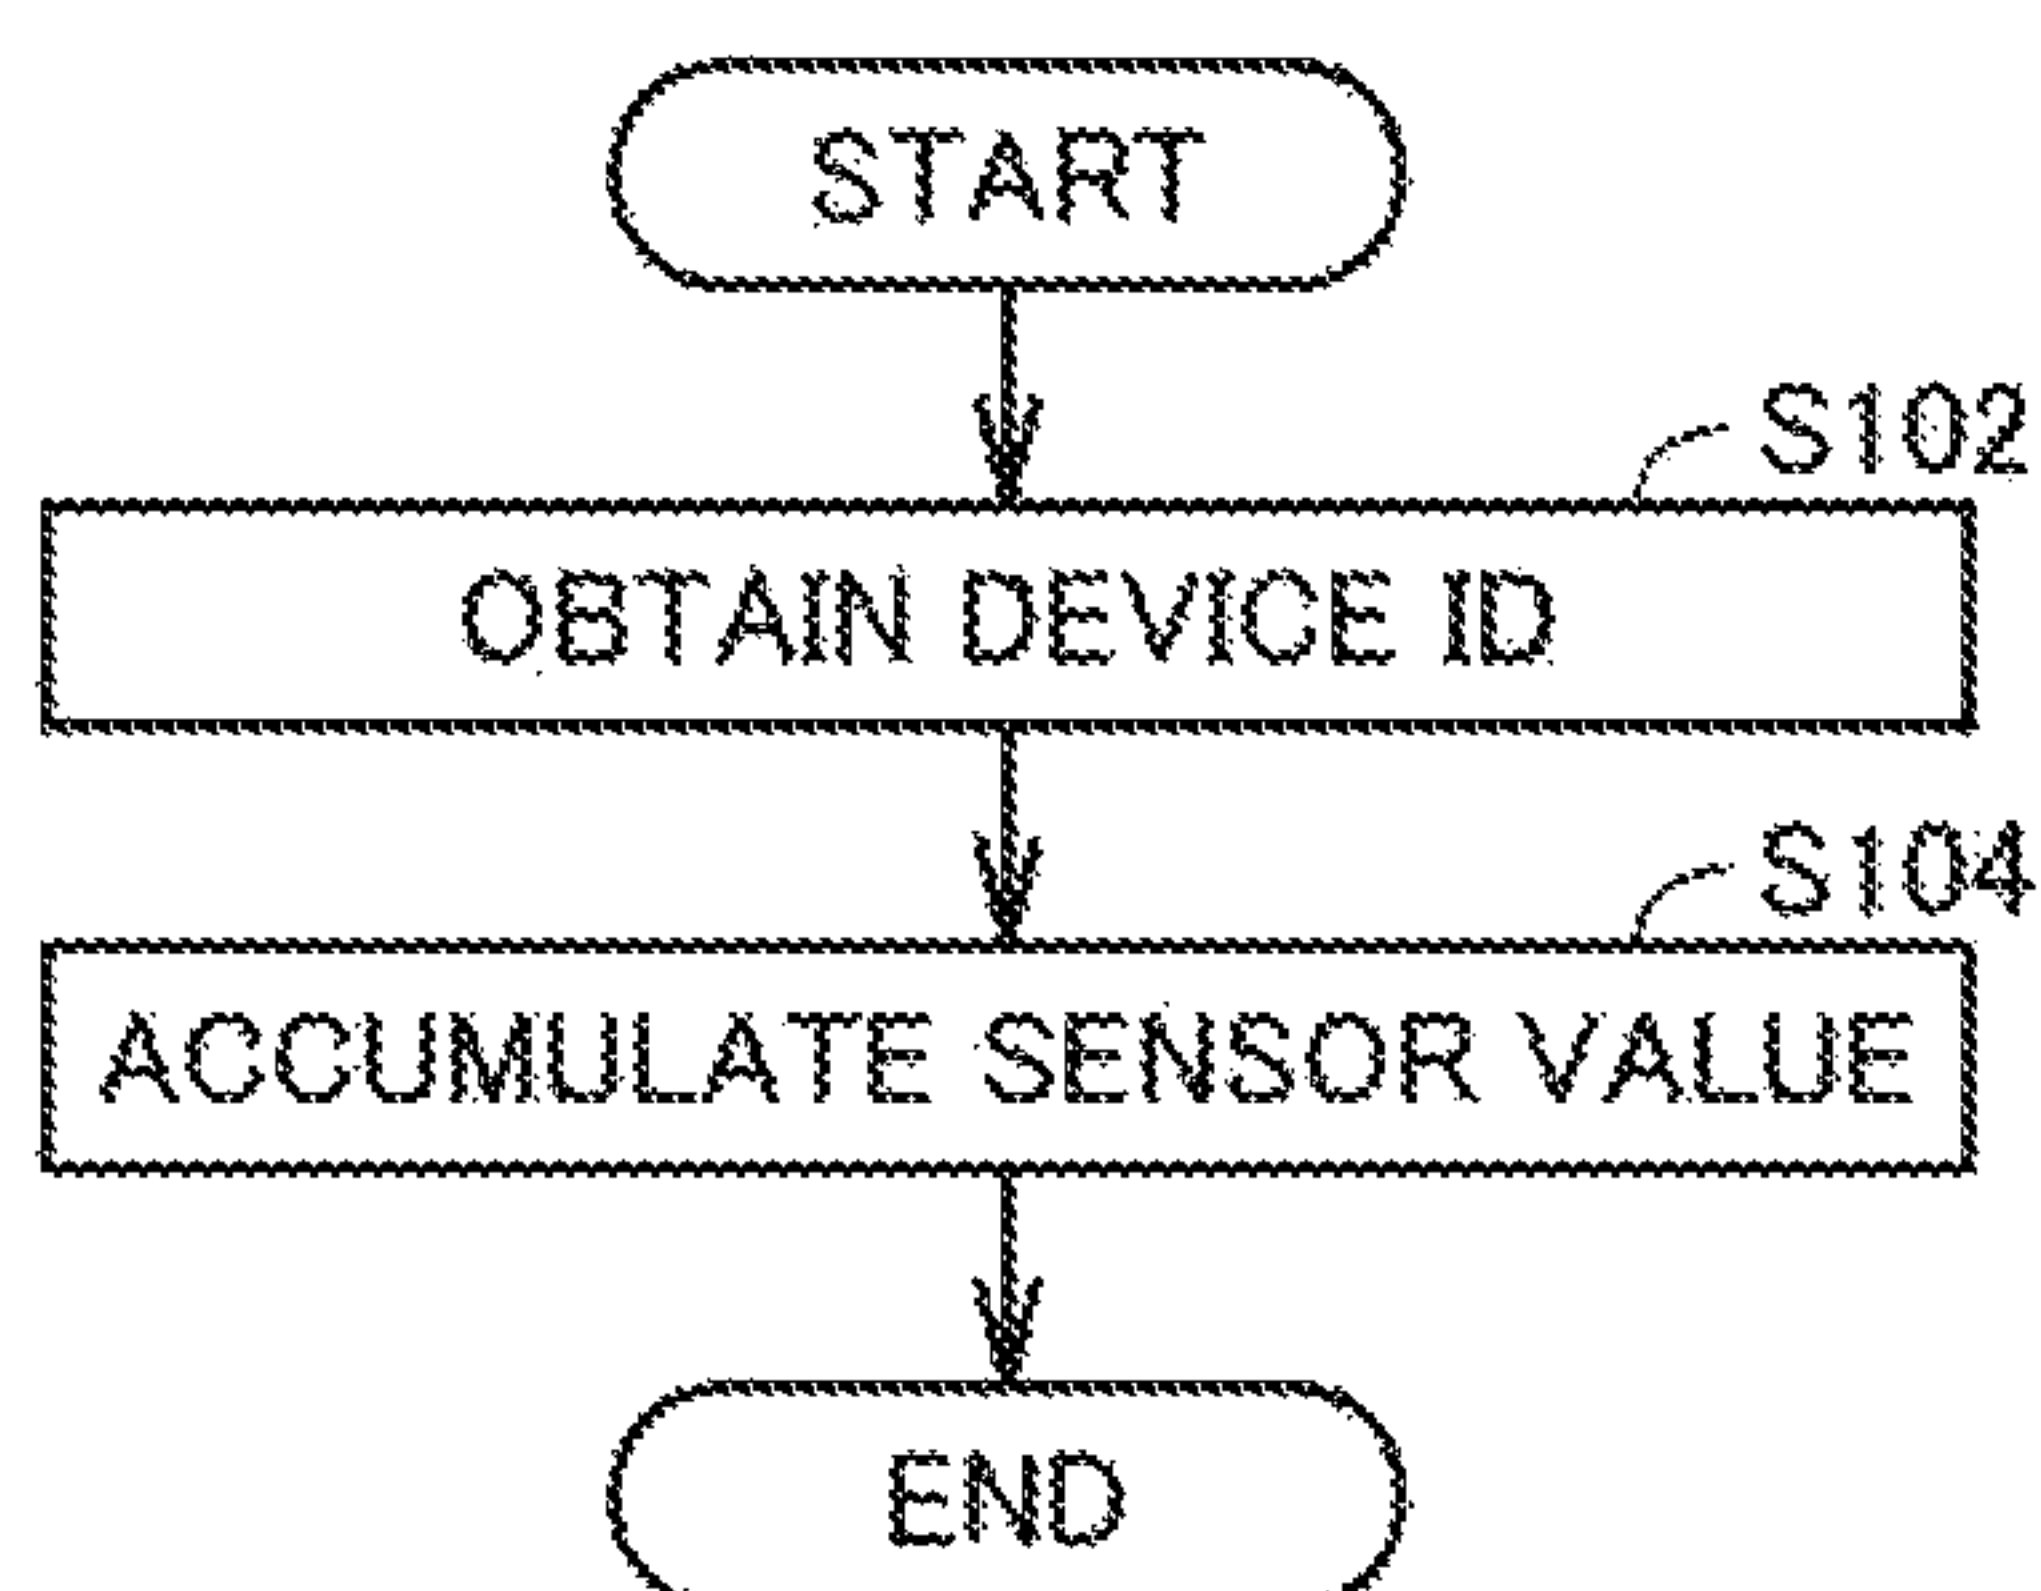 START
S102
OBTAIN DEVICE ID
S104
ACCUMULATE SENSOR VALUE
END